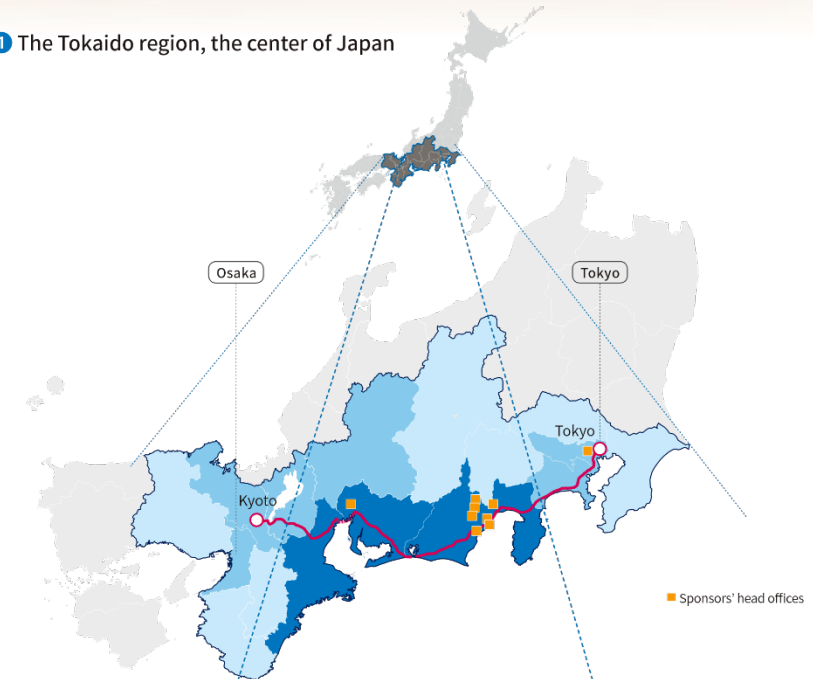 1 The Tokaido region, the center of Japan
Osaka
Tokyo
Tokyo
Kyoto
Sponsors' head offices